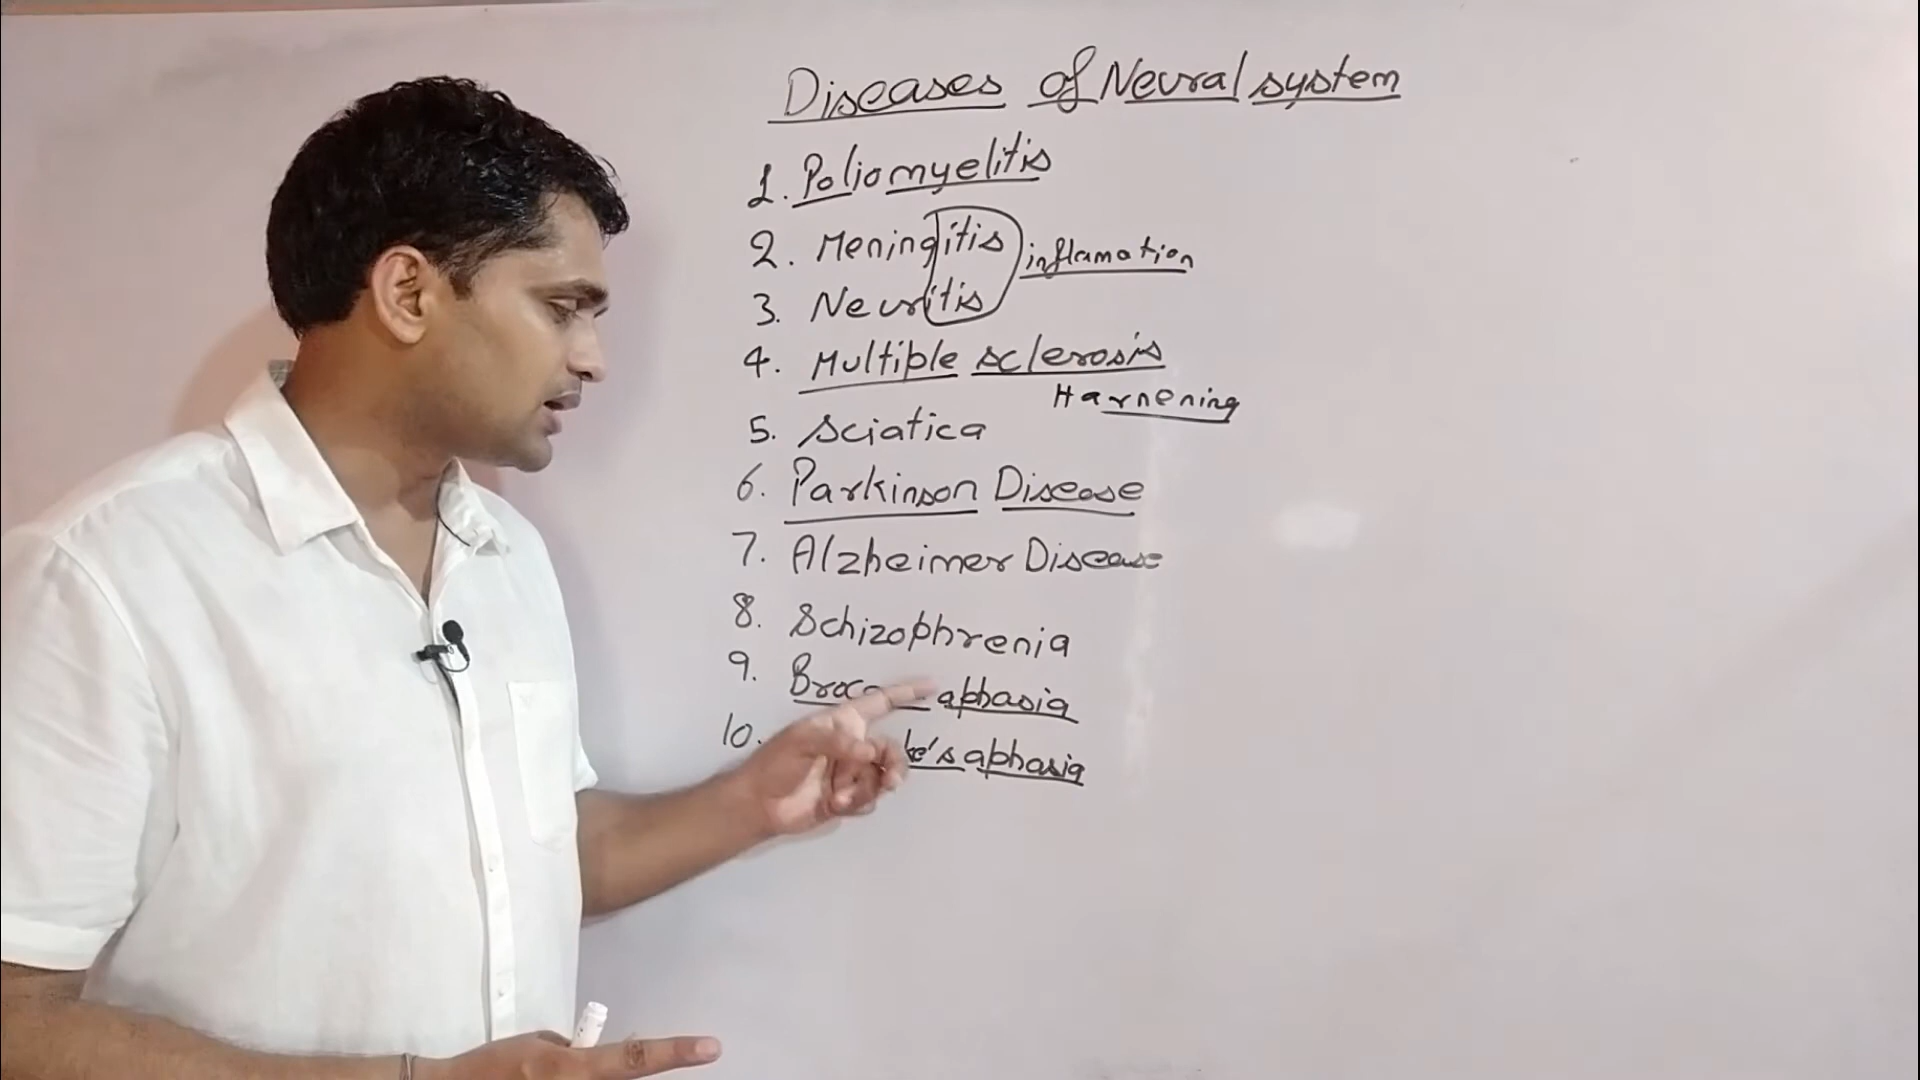 Diseases of Neural system
1. Poliomyelitis
2. Meningitis inflamation
3. Neuritis
4. Multiple sclerosis
Harnening
5. Sciatica
6. Parkinson Disease
7. Alzheimer Disease
8. Schizophrenia
9. aphasia
10. aphasia